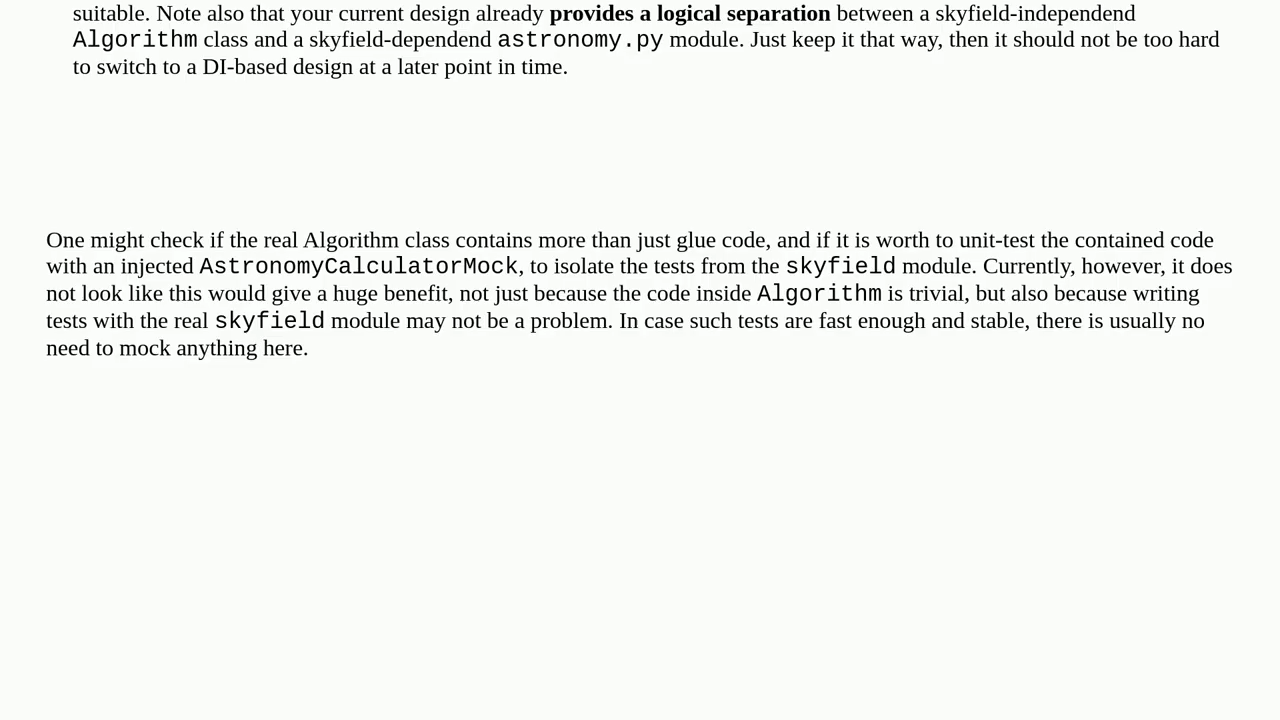 suitable. Note also that your current design already provides a logical separation between a skyfield-independend
Algorithm class and a skyfield-dependend astronomy.py module. Just keep it that way, then it should not be too hard
to switch to a DI-based design at a later point in time.
One might check if the real Algorithm class contains more than just glue code, and if it is worth to unit-test the contained code
with an injected AstronomyCalculatorMock, to isolate the tests from the skyfield module. Currently, however, it does
not look like this would give a huge benefit, not just because the code inside Algorithm is trivial, but also because writing
tests with the real skyfield module may not be a problem. In case such tests are fast enough and stable, there is usually no
need to mock anything here.